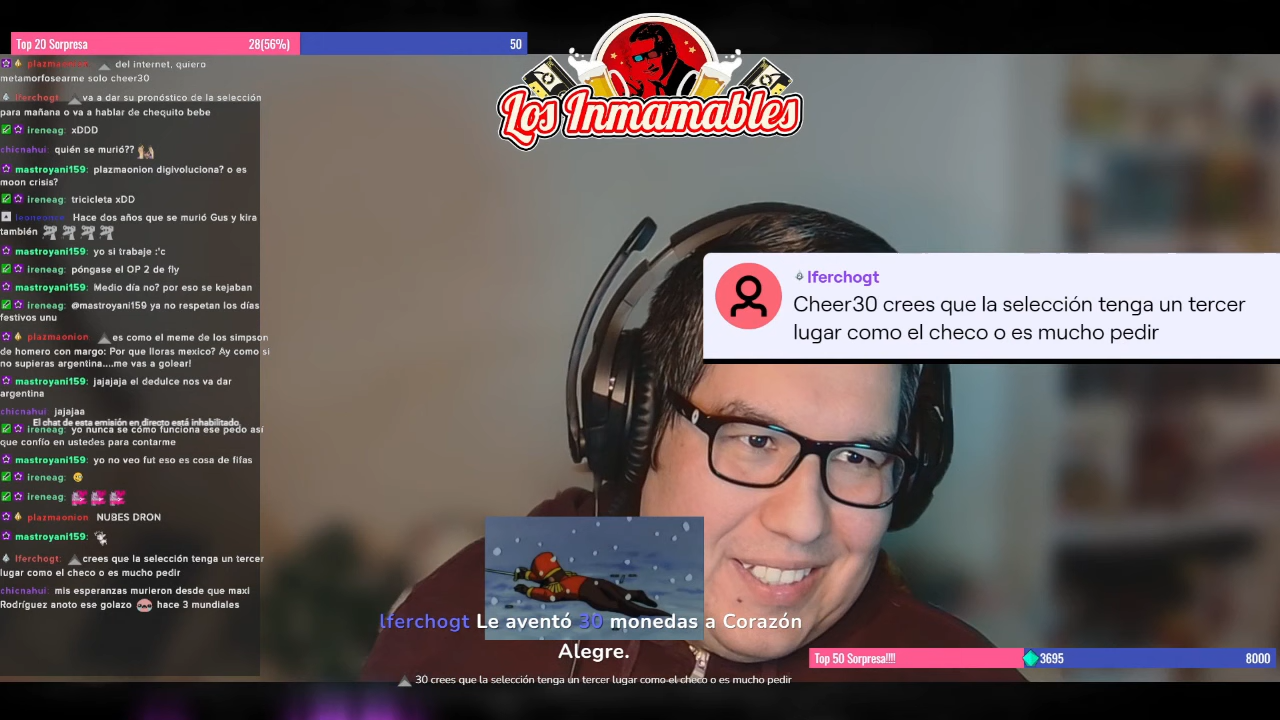 Top 20 Sorpresa 28(56%) 50
plazmaonion del internet, quiero
metamorfosearme solo cheer30
lferchogt va a dar su pronóstico de la selección
para mañana o va a hablar de chequito bebe
ireneag: xDDD
chicnahui: quién se murió??
mastroyani159: plazmaonion digivoluciona? o es
moon crisis?
ireneag: tricicleta xDD
Hace dos años que se murió Gus y kira
también
mastroyani159: yo si trabaje :'c
ireneag: póngase el OP 2 de fly
mastroyani159: Medio día no? por eso se kejaban
ireneag: @mastroyani159 ya no respetan los días
festivos unu
plazmaonion es como el meme de los simpson
de homero con margo: Por que lloras mexico? Ay como si
no supieras argentina....me vas a golear!
mastroyani159: jajajaja el dedulce nos va dar
argentina
chicnahui: jajajaa
El chat de esta emisión en directo está inhabilitado.
ireneag: yo nunca se cómo funciona ese pedo así
que confío en ustedes para contarme
mastroyani159: yo no veo fut eso es cosa de fifas
ireneag:
ireneag:
plazmaonion NUBES DRON
mastroyani159:
lferchogt: crees que la selección tenga un tercer
lugar como el checo o es mucho pedir
chicnahui: mis esperanzas murieron desde que maxi
Rodríguez anoto ese golazo hace 3 mundiales
Los Inmamables
lferchogt
Cheer30 crees que la selección tenga un tercer
lugar como el checo o es mucho pedir
lferchogt Le aventó 30 monedas a Corazón
Alegre.
30 crees que la selección tenga un tercer lugar como el checo o es mucho pedir
Top 50 Sorpresa!!!! 3695 8000